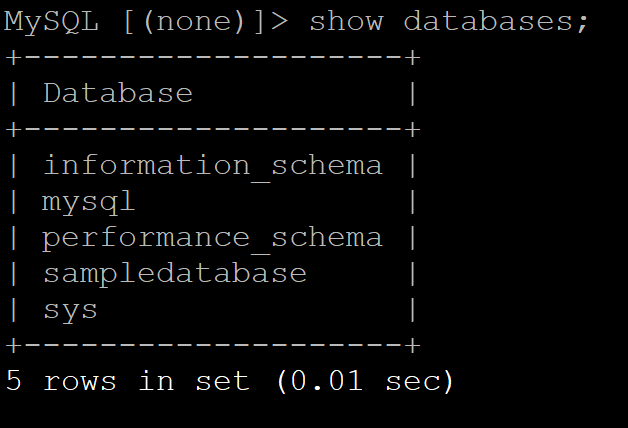 MySQL [(none)]> show databases;
+--------------------+
| Database           |
+--------------------+
| information_schema |
| mysql              |
| performance_schema |
| sampledatabase     |
| sys                |
+--------------------+
5 rows in set (0.01 sec)